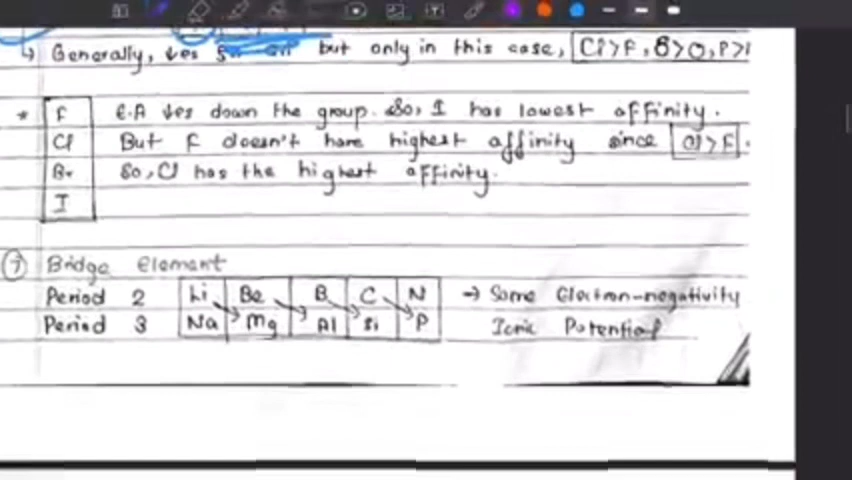 ↳ Generally, ↓es but only in this case, Cl>F, S>O, P>
* F E.A ↓es down the group. So, I has lowest affinity.
Cl But F doesn't have highest affinity since Cl>F.
Br So, Cl has the highest affinity.
I
⑦ Bridge Element
Period 2 Li Be B C N → Some Electron-negativity
Period 3 Na Mg Al Si P Ionic Potential